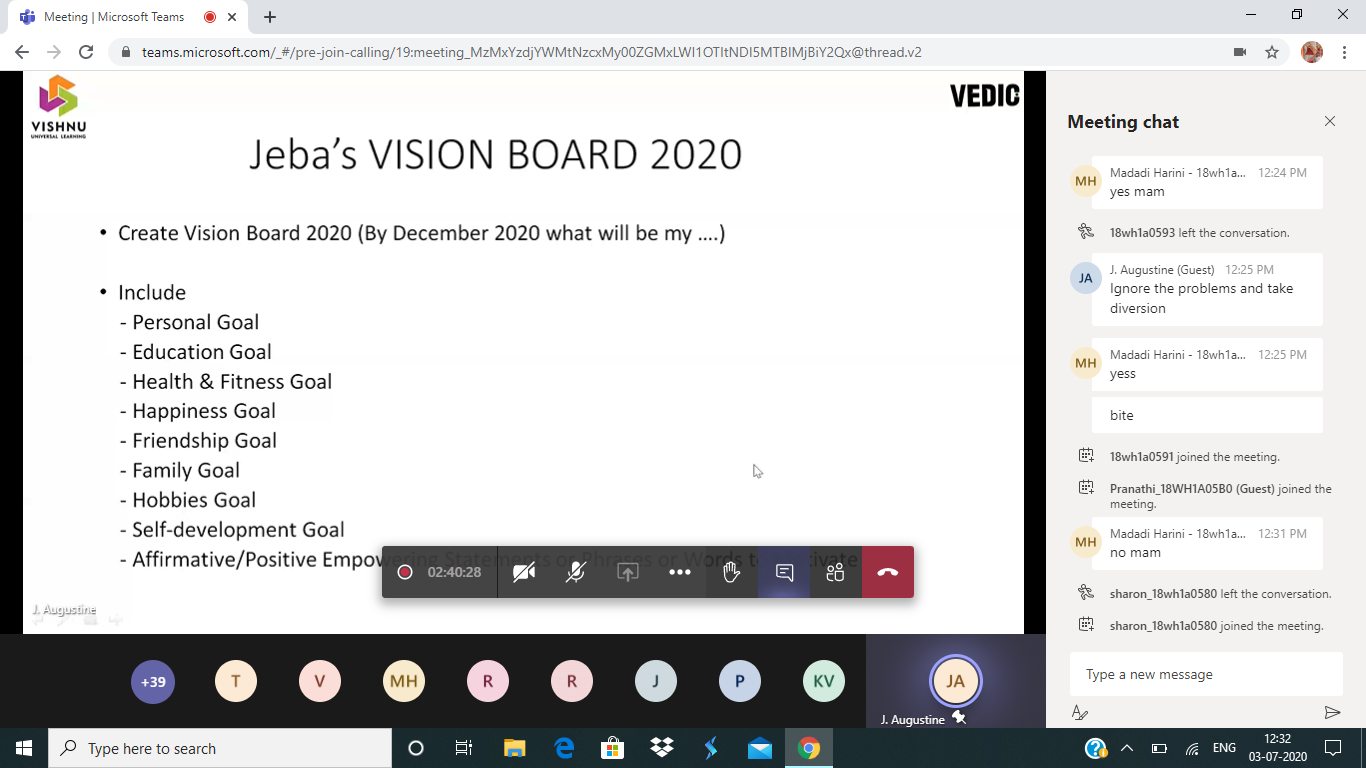 Meeting | Microsoft Teams
teams.microsoft.com/_#/pre-join-calling/19:meeting_MzMxYzdjYWMtNzcxMy00ZGMxLWI1OTItNDI5MTBlMjBiY2Qx@thread.v2
VISHNU
UNIVERSAL LEARNING
VEDIC
Jeba's VISION BOARD 2020
• Create Vision Board 2020 (By December 2020 what will be my ....)
• Include
- Personal Goal
- Education Goal
- Health & Fitness Goal
- Happiness Goal
- Friendship Goal
- Family Goal
- Hobbies Goal
- Self-development Goal
- Affirmative/Positive Empowering Statements or Phrases or Words to
02:40:28
J. Augustine
+39
T
V
MH
R
R
J
P
KV
JA
J. Augustine
Meeting chat
MH
Madadi Harini - 18wh1a... 12:24 PM
yes mam
18wh1a0593 left the conversation.
JA
J. Augustine (Guest) 12:25 PM
Ignore the problems and take
diversion
MH
Madadi Harini - 18wh1a... 12:25 PM
yess
bite
18wh1a0591 joined the meeting.
Pranathi_18WH1A05B0 (Guest) joined the
meeting.
MH
Madadi Harini - 18wh1a... 12:31 PM
no mam
sharon_18wh1a0580 left the conversation.
sharon_18wh1a0580 joined the meeting.
Type a new message
Type here to search
ENG
12:32
03-07-2020